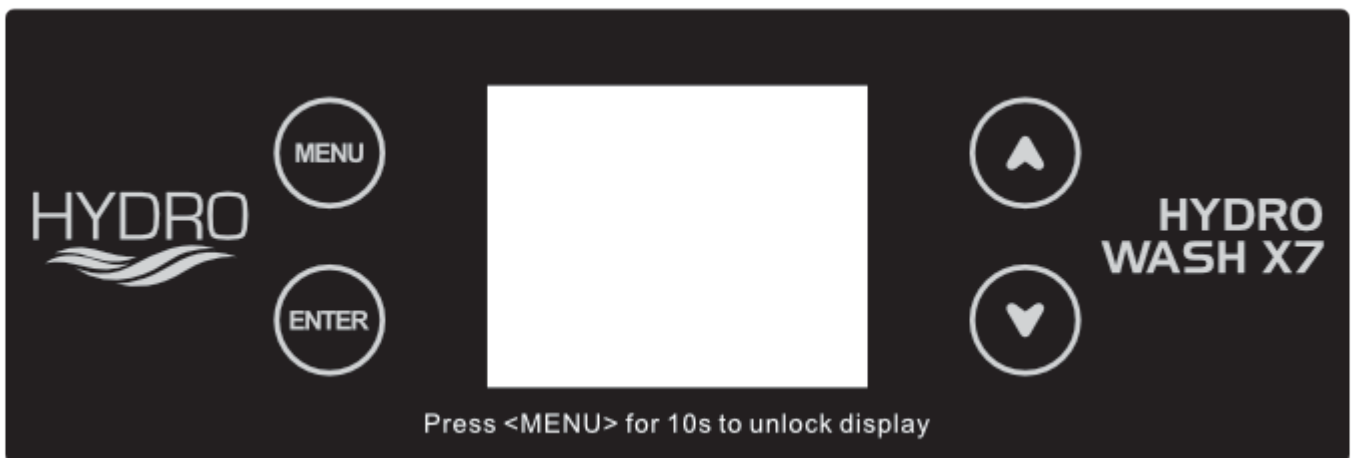 MENU
HYDRO
ENTER
HYDRO
WASH X7
Press <MENU> for 10s to unlock display